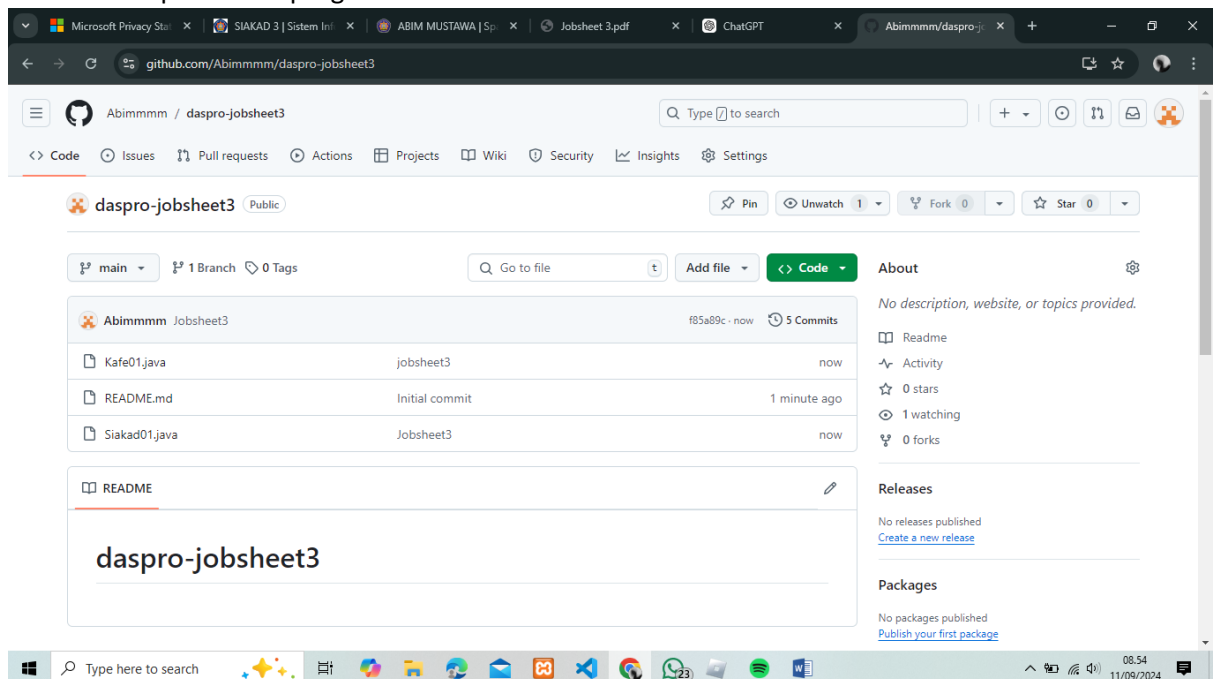 Microsoft Privacy Sta
SIAKAD 3 | Sistem Inf
ABIM MUSTAWA | Sp
Jobsheet 3.pdf
ChatGPT
Abimmmm/daspro-jo
github.com/Abimmmm/daspro-jobsheet3
Abimmmm / daspro-jobsheet3
Type / to search
Code
Issues
Pull requests
Actions
Projects
Wiki
Security
Insights
Settings
daspro-jobsheet3 Public
Pin
Unwatch 1
Fork 0
Star 0
main
1 Branch
0 Tags
Go to file t
Add file
Code
Abimmmm Jobsheet3
f85a89c · now
5 Commits
Kafe01.java jobsheet3 now
README.md Initial commit 1 minute ago
Siakad01.java Jobsheet3 now
README
daspro-jobsheet3
About
No description, website, or topics provided.
Readme
Activity
0 stars
1 watching
0 forks
Releases
No releases published
Create a new release
Packages
No packages published
Publish your first package
Type here to search
23
08.54
11/09/2024